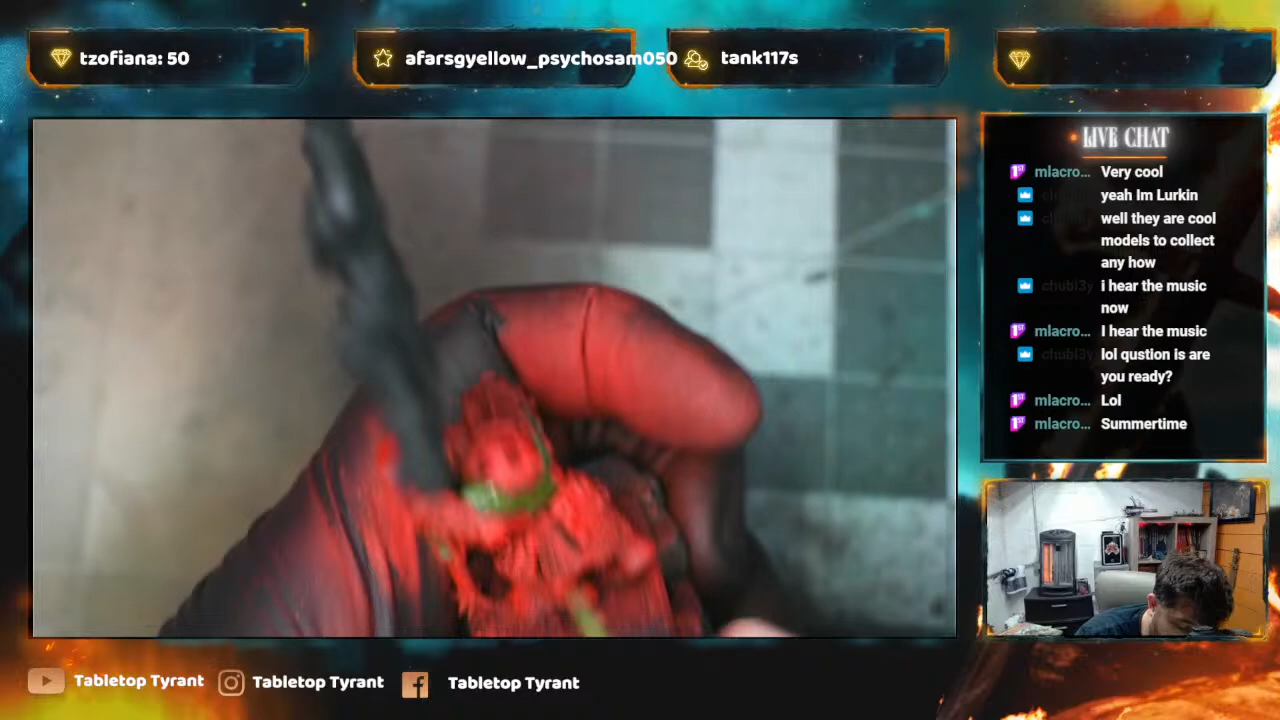 tzofiana: 50
afarsgyellow_psychosam050
tank117s
LIVE CHAT
mlacro... Very cool
yeah Im Lurkin
well they are cool
models to collect
any how
chubl3y i hear the music
now
mlacro... I hear the music
chubl3y lol qustion is are
you ready?
mlacro... Lol
mlacro... Summertime
Tabletop Tyrant
Tabletop Tyrant
Tabletop Tyrant